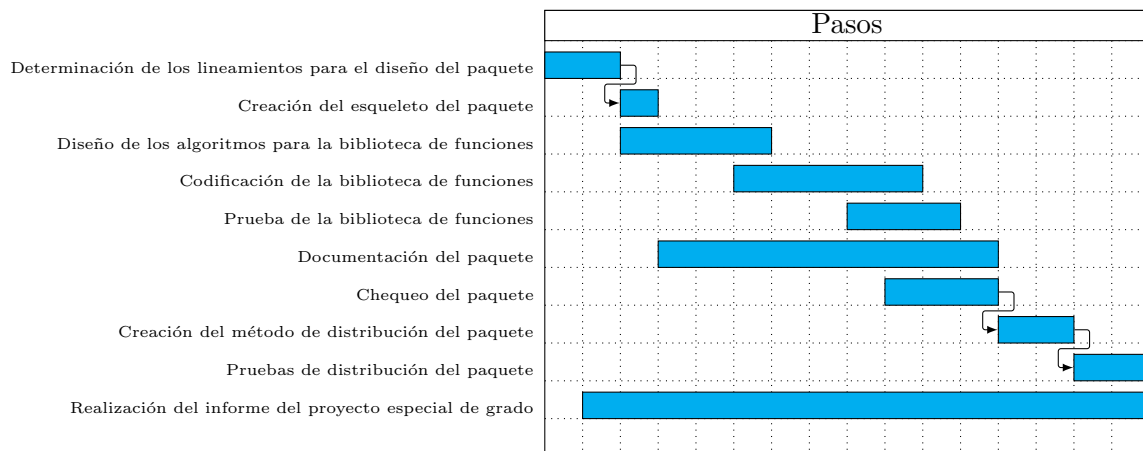 Pasos
Determinación de los lineamientos para el diseño del paquete
Creación del esqueleto del paquete
Diseño de los algoritmos para la biblioteca de funciones
Codificación de la biblioteca de funciones
Prueba de la biblioteca de funciones
Documentación del paquete
Chequeo del paquete
Creación del método de distribución del paquete
Pruebas de distribución del paquete
Realización del informe del proyecto especial de grado